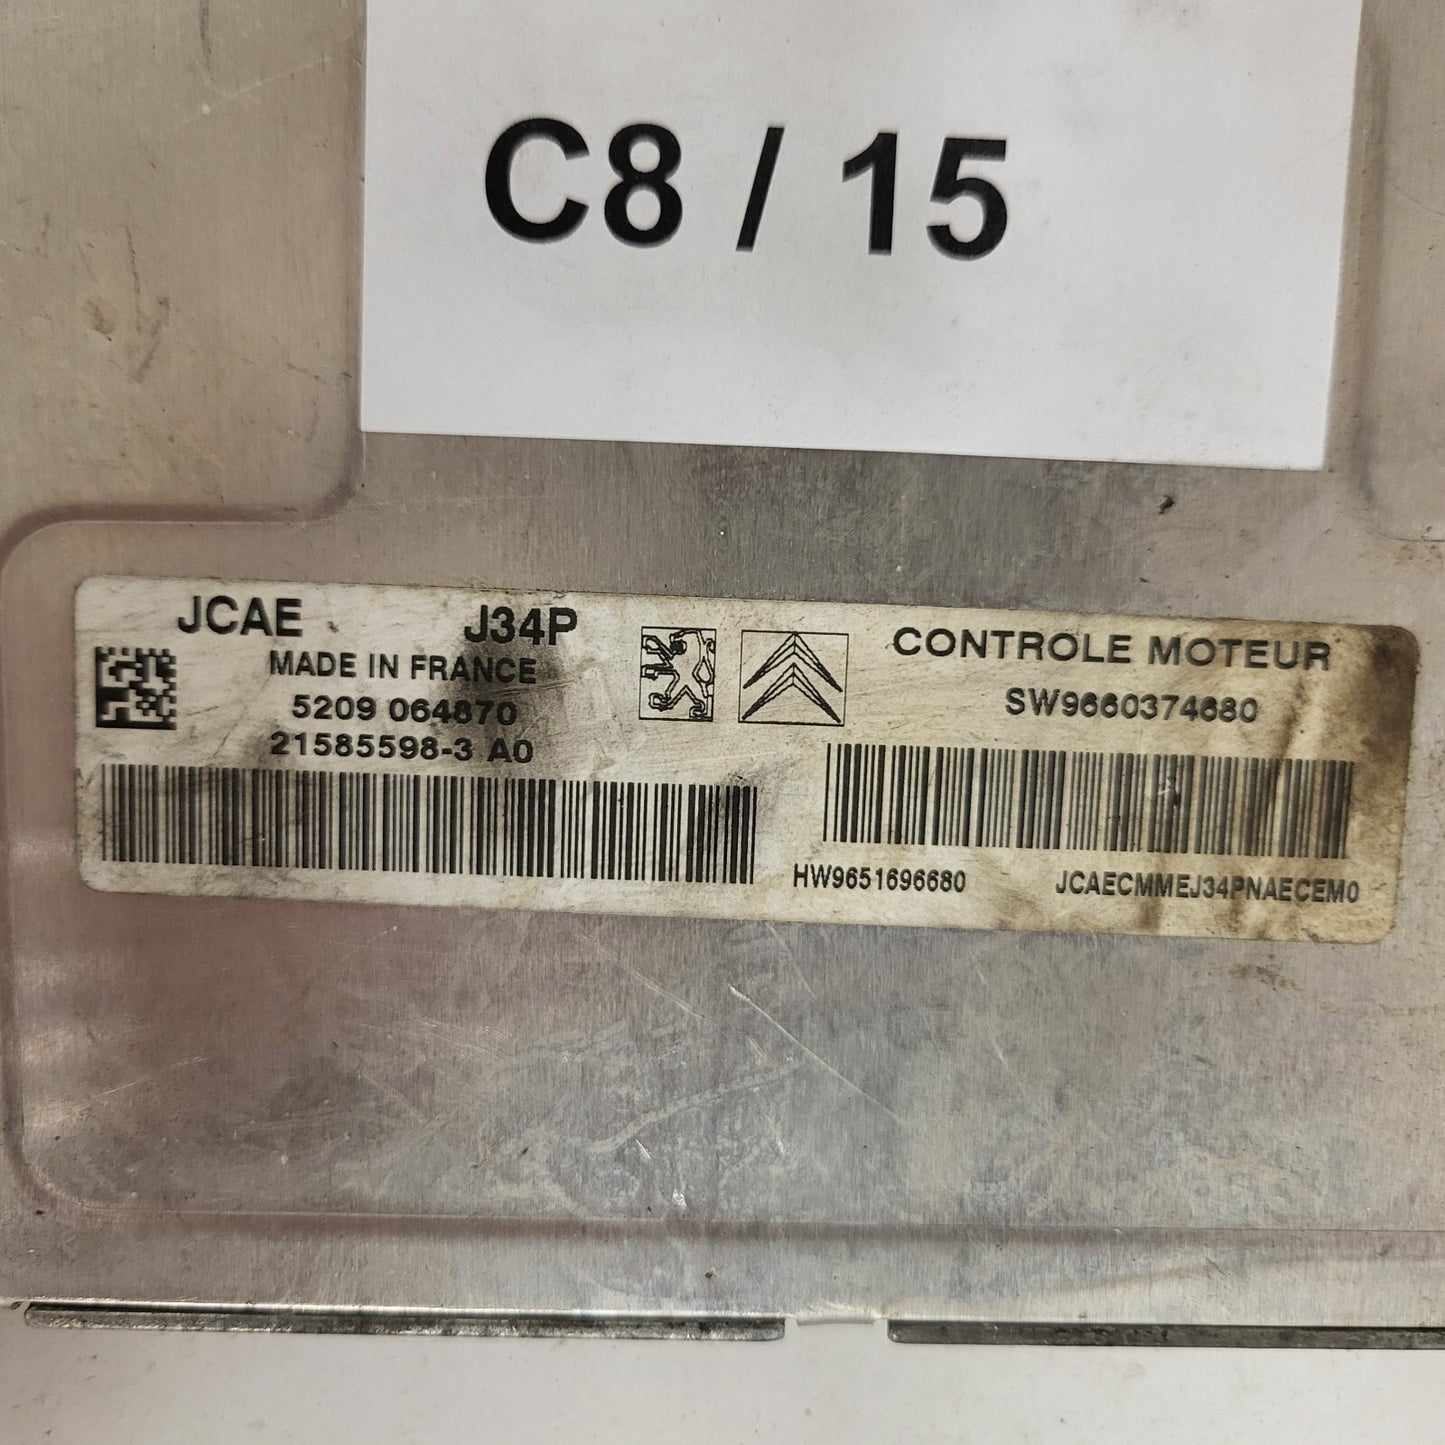 C8 / 15
JCAE J34P
MADE IN FRANCE
5209 064870
21585598-3 A0
CONTROLE MOTEUR
SW9660374680
HW9651696680 JCAECMMEJ34PNAECEM0